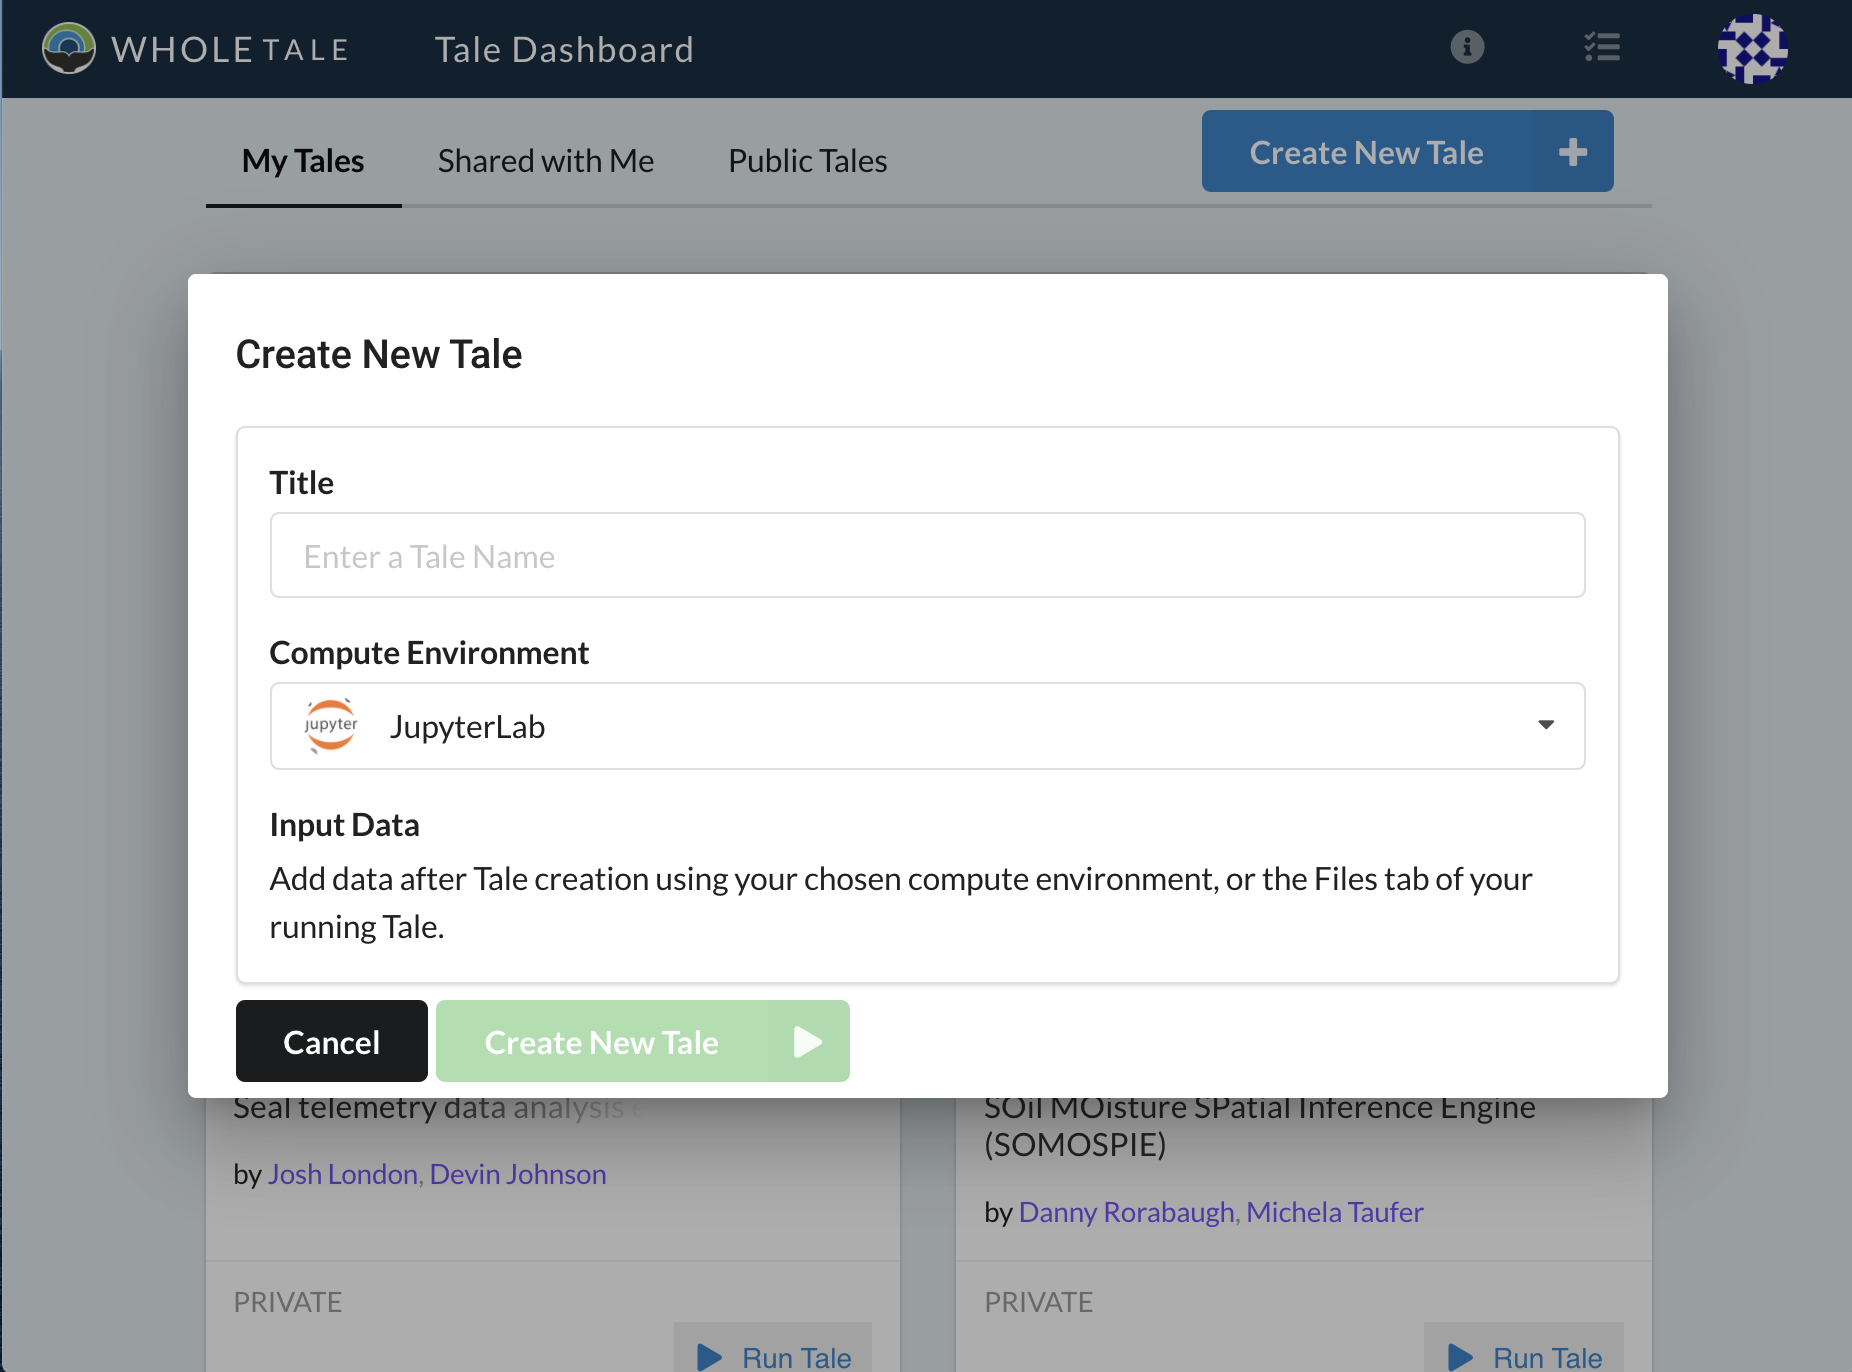 WHOLE TALE
Tale Dashboard
My Tales
Shared with Me
Public Tales
Create New Tale
Create New Tale
Title
Enter a Tale Name
Compute Environment
jupyter
JupyterLab
Input Data
Add data after Tale creation using your chosen compute environment, or the Files tab of your
running Tale.
Cancel
Create New Tale
Seal telemetry data analysis
by Josh London, Devin Johnson
PRIVATE
Run Tale
SOil MOisture SPatial Inference Engine
(SOMOSPIE)
by Danny Rorabaugh, Michela Taufer
PRIVATE
Run Tale